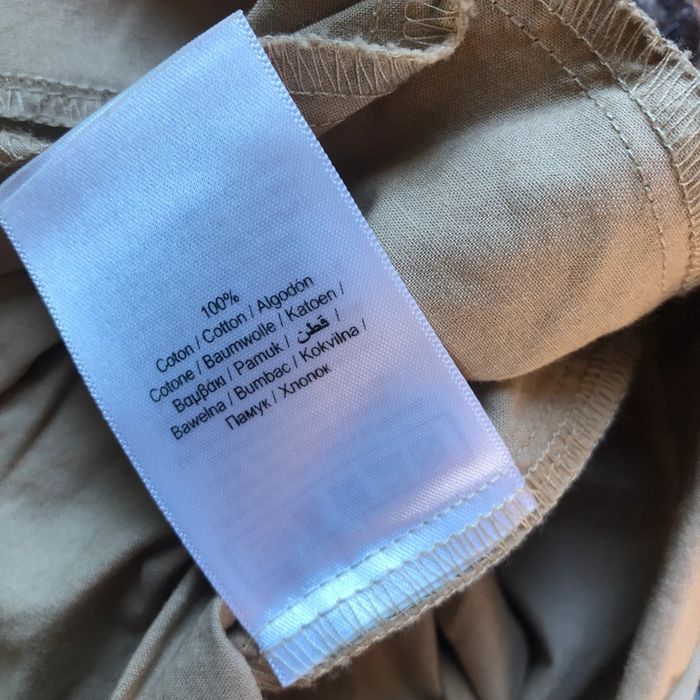 100%
Coton / Cotton / Algodón
Cotone / Baumwolle / Katoen /
Βαμβάκι / Pamuk / قطن /
Bawełna / Bumbac / Kokvilna /
Памук / Хлопок